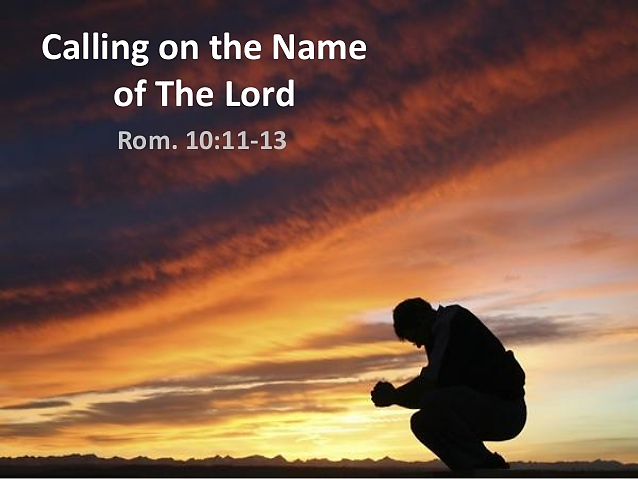 Calling on the Name
of The Lord
Rom. 10:11-13